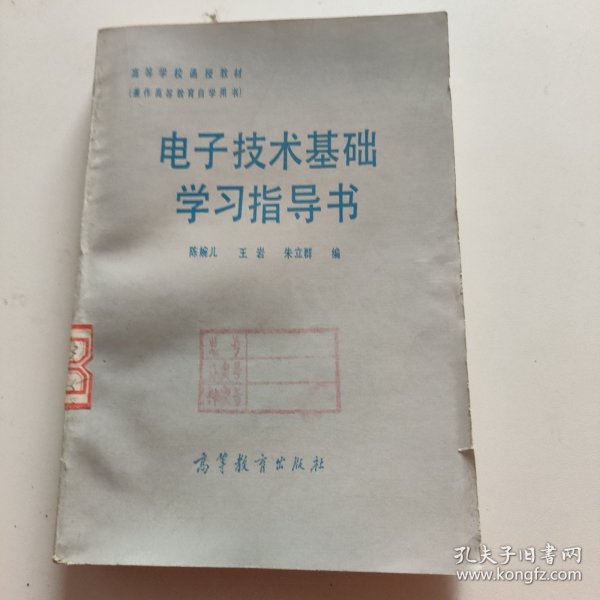 高等学校函授教材
(兼作高等教育自学用书)
电子技术基础
学习指导书
陈婉儿 王岩 朱立群 编
高等教育出版社
孔夫子旧书网
www.kongfz.com